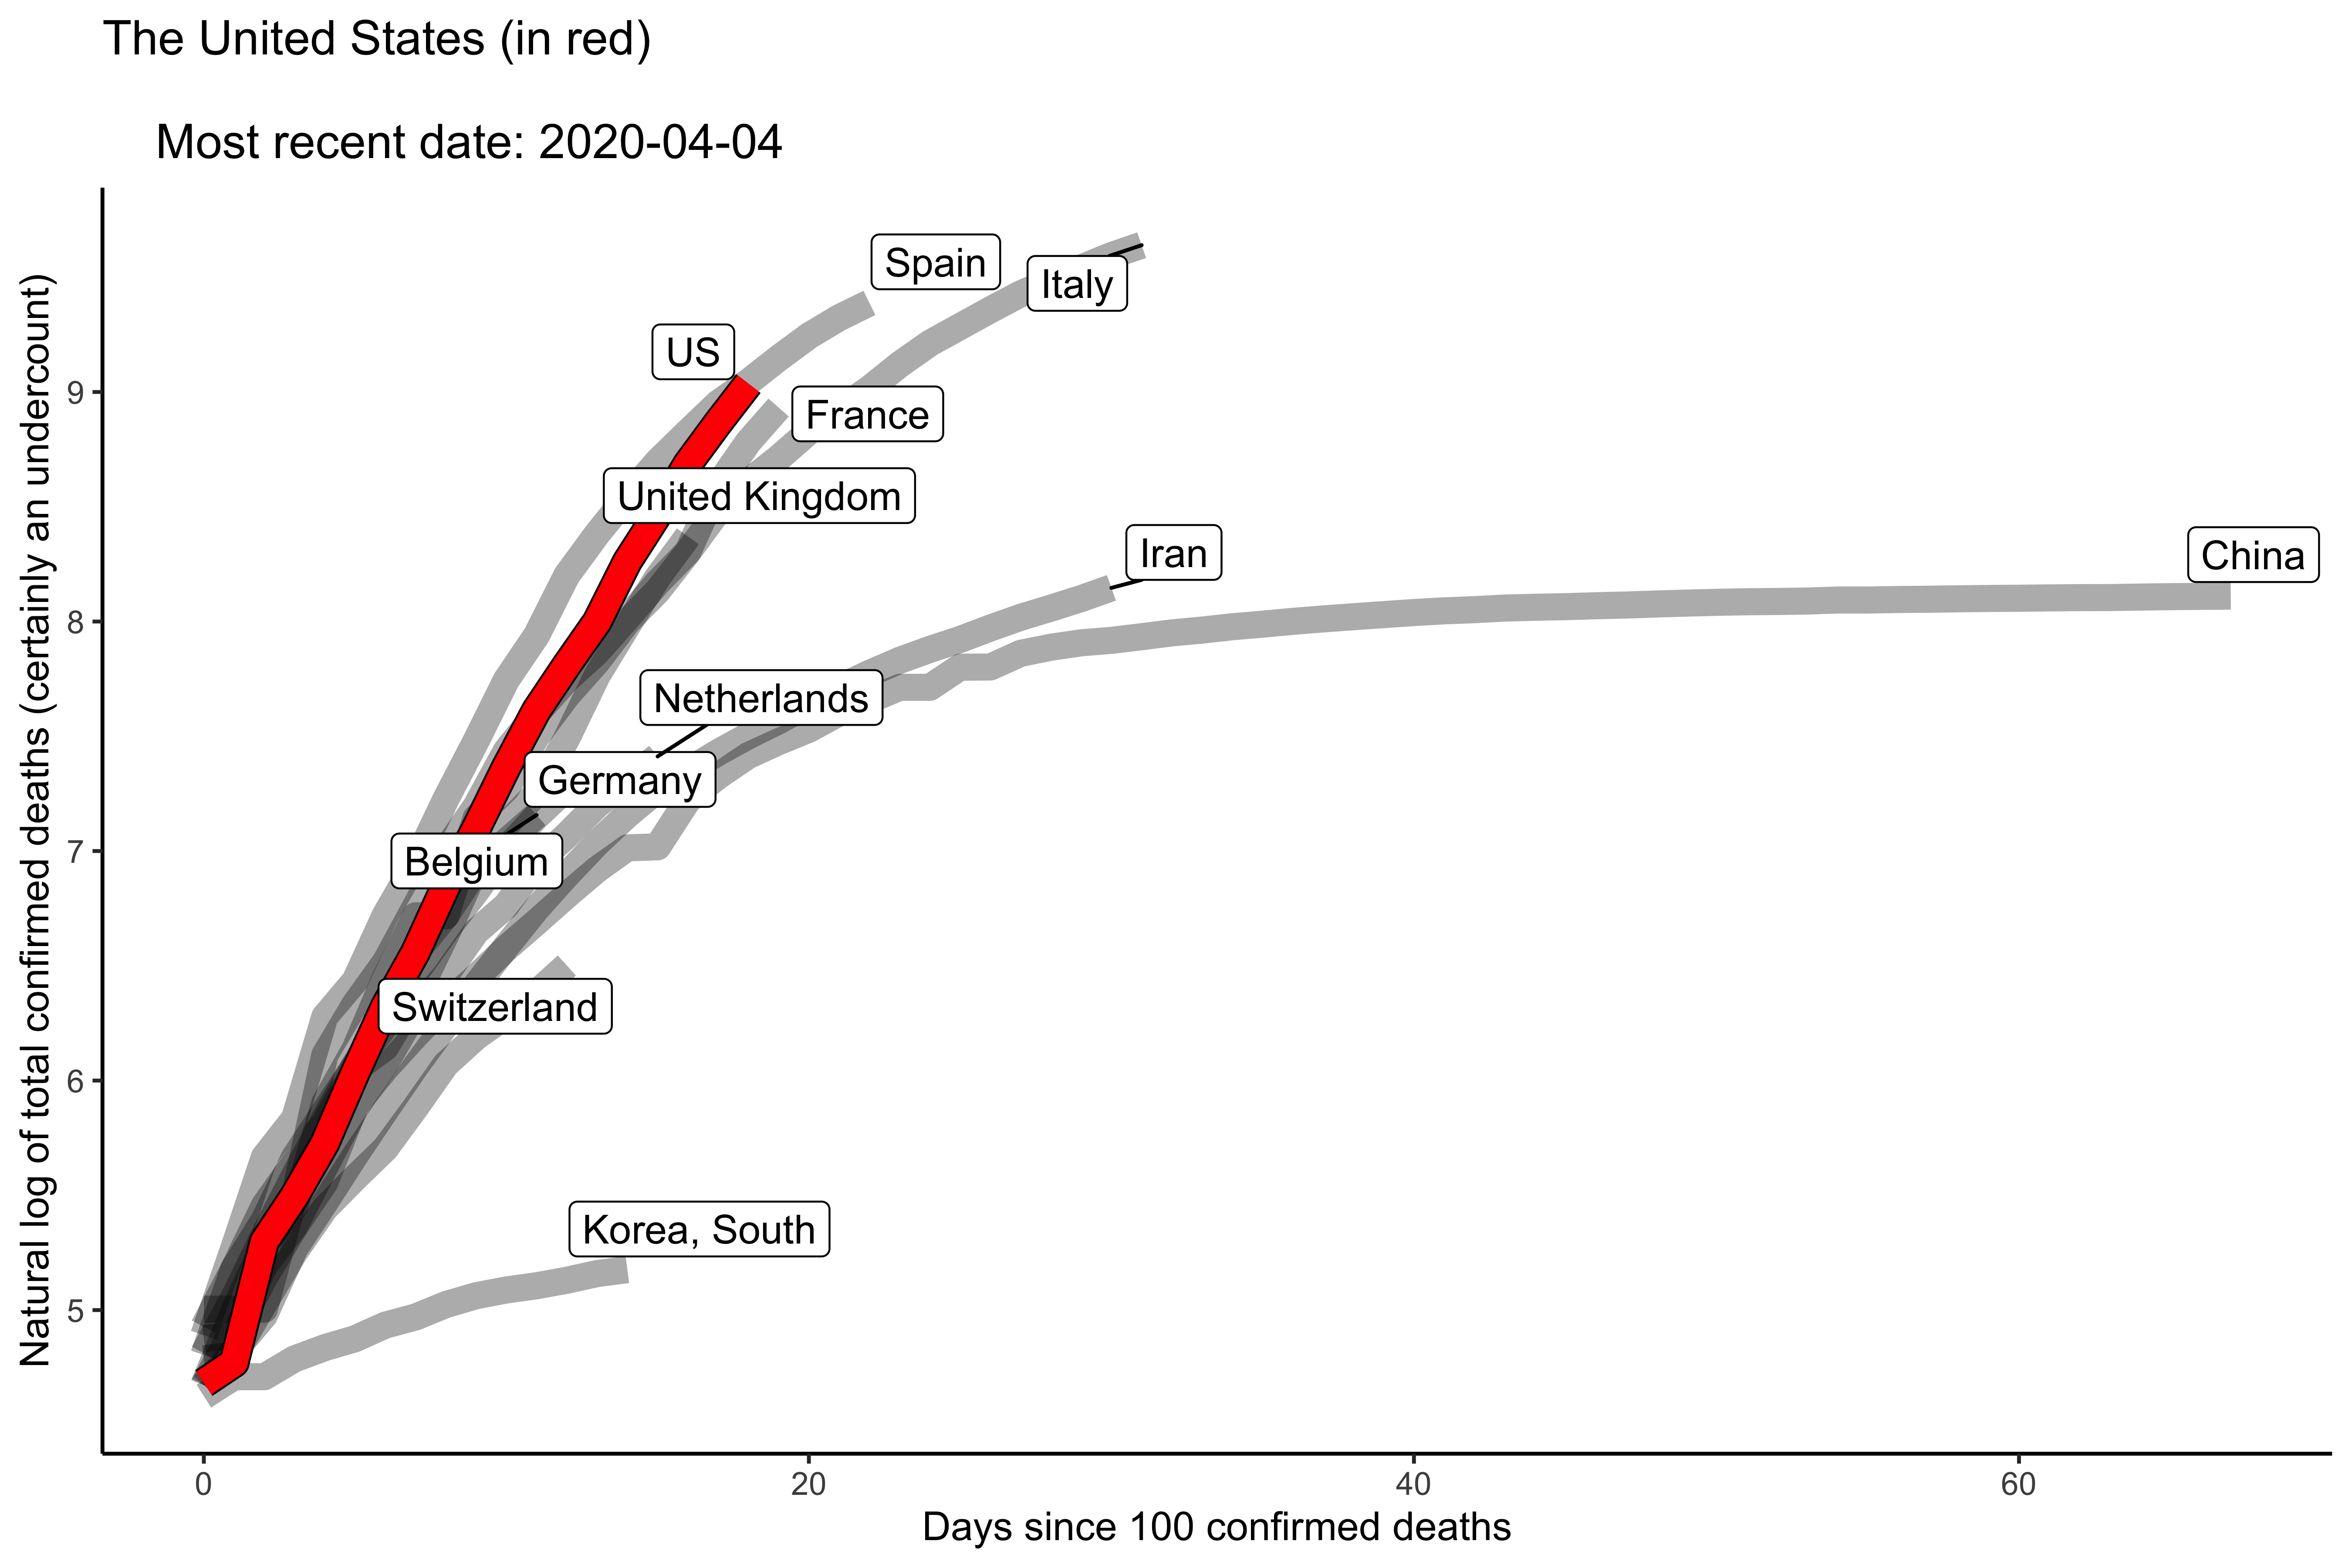 The United States (in red)
Most recent date: 2020-04-04
Natural log of total confirmed deaths (certainly an undercount)
9
8
7
6
5
Spain
Italy
US
France
United Kingdom
Iran
China
Netherlands
Germany
Belgium
Switzerland
Korea, South
0
20
40
60
Days since 100 confirmed deaths